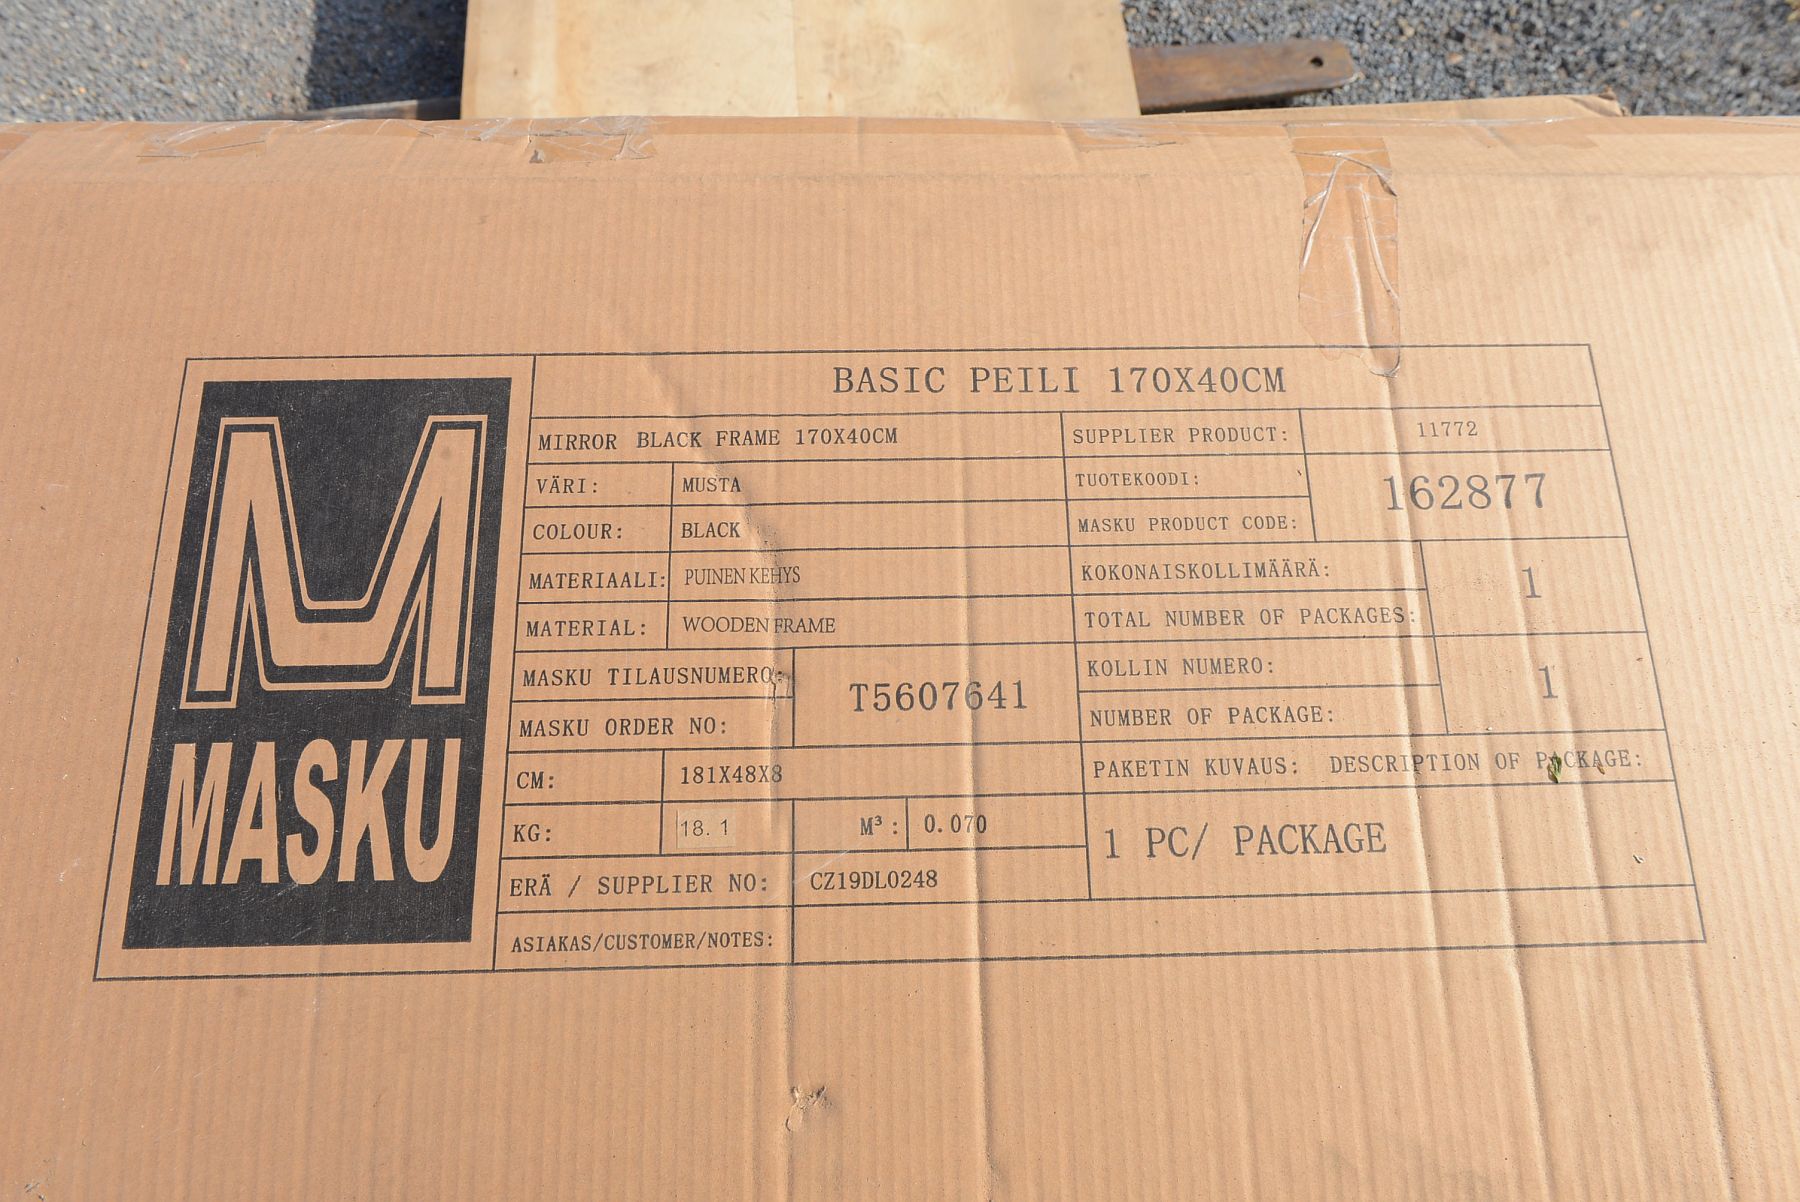 M
MASKU
BASIC PEILI 170X40CM
MIRROR BLACK FRAME 170X40CM
SUPPLIER PRODUCT: 11772
VÄRI: MUSTA
COLOUR: BLACK
TUOTEKOODI:
MASKU PRODUCT CODE: 162877
MATERIAALI: PUINEN KEHYS
MATERIAL: WOODEN FRAME
KOKONAISKOLLIMÄÄRÄ:
TOTAL NUMBER OF PACKAGES: 1
MASKU TILAUSNUMERO:
MASKU ORDER NO: T5607641
KOLLIN NUMERO:
NUMBER OF PACKAGE: 1
CM: 181X48X8
PAKETIN KUVAUS: DESCRIPTION OF PACKAGE:
KG: 18.1 M³: 0.070
1 PC/ PACKAGE
ERÄ / SUPPLIER NO: CZ19DL0248
ASIAKAS/CUSTOMER/NOTES: